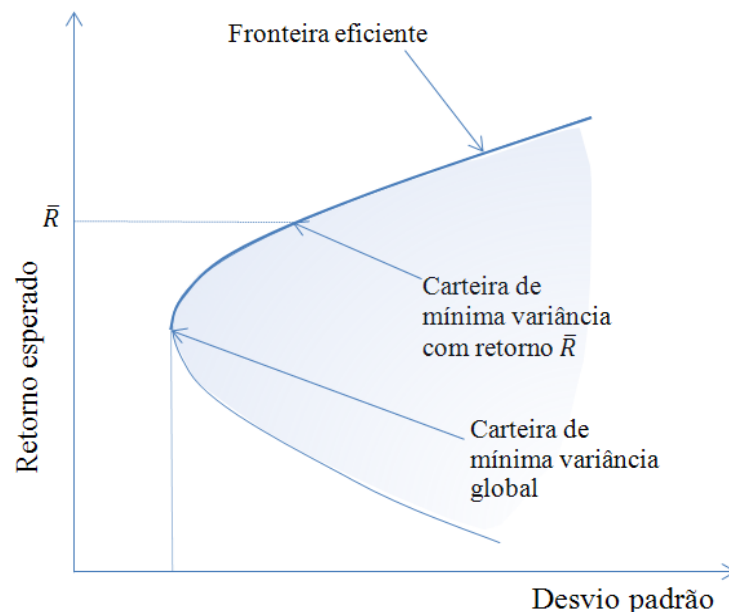 Fronteira eficiente
R̅
Retorno esperado
Carteira de
mínima variância
com retorno R̅
Carteira de
mínima variância
global
Desvio padrão